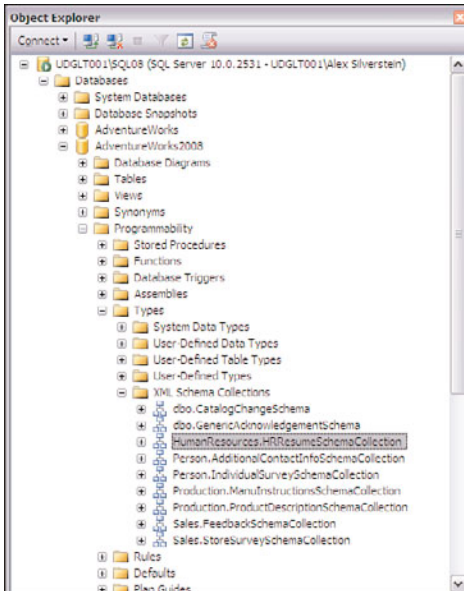 Object Explorer
Connect
UDGLT001\SQL08 (SQL Server 10.0.2531 - UDGLT001\Alex Silverstein)
Databases
System Databases
Database Snapshots
AdventureWorks
AdventureWorks2008
Database Diagrams
Tables
Views
Synonyms
Programmability
Stored Procedures
Functions
Database Triggers
Assemblies
Types
System Data Types
User-Defined Data Types
User-Defined Table Types
User-Defined Types
XML Schema Collections
dbo.CatalogChangeSchema
dbo.GenericAcknowledgementSchema
HumanResources.HRResumeSchemaCollection
Person.AdditionalContactInfoSchemaCollection
Person.IndividualSurveySchemaCollection
Production.ManuInstructionsSchemaCollection
Production.ProductDescriptionSchemaCollection
Sales.FeedbackSchemaCollection
Sales.StoreSurveySchemaCollection
Rules
Defaults
Plan Guides